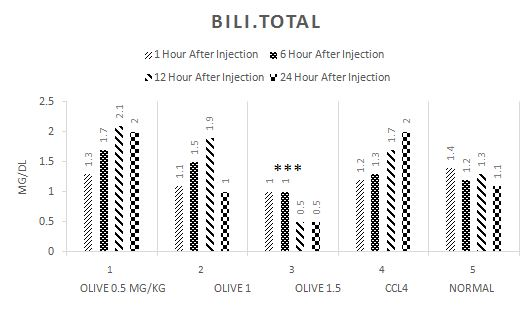 BILI.TOTAL
1 Hour After Injection 6 Hour After Injection
12 Hour After Injection 24 Hour After Injection
MG/DL
2.5
2
1.5
1
0.5
0
1.3 1.7 2.1 2
1.1 1.5 1.9 1
***
1 1 0.5 0.5
1.2 1.3 1.7 2
1.4 1.2 1.3 1.1
1 2 3 4 5
OLIVE 0.5 MG/KG OLIVE 1 OLIVE 1.5 CCL4 NORMAL